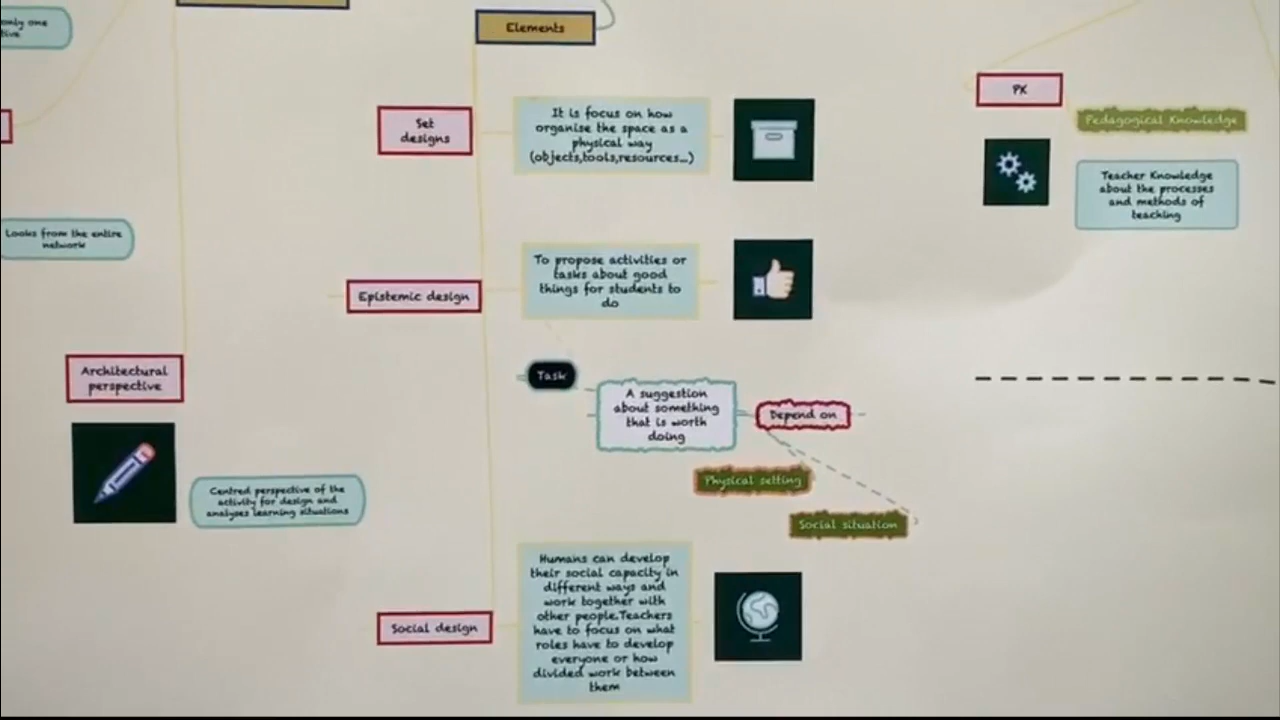 only one
tive
Elements
PK
Pedagogical Knowledge
Set
designs
It is focus on how
organise the space as a
physical way
(objects,tools,resources...)
Teacher Knowledge
about the processes
and methods of
teaching
Looks from the entire
network
Epistemic design
To propose activities or
tasks about good
things for students to
do
Architectural
perspective
Task
A suggestion
about something
that is worth
doing
Depend on
Physical setting
Social situation
Centred perspective of the
activity for design and
analyses learning situations
Social design
Humans can develop
their social capacity in
different ways and
work together with
other people.Teachers
have to focus on what
roles have to develop
everyone or how
divided work between
them